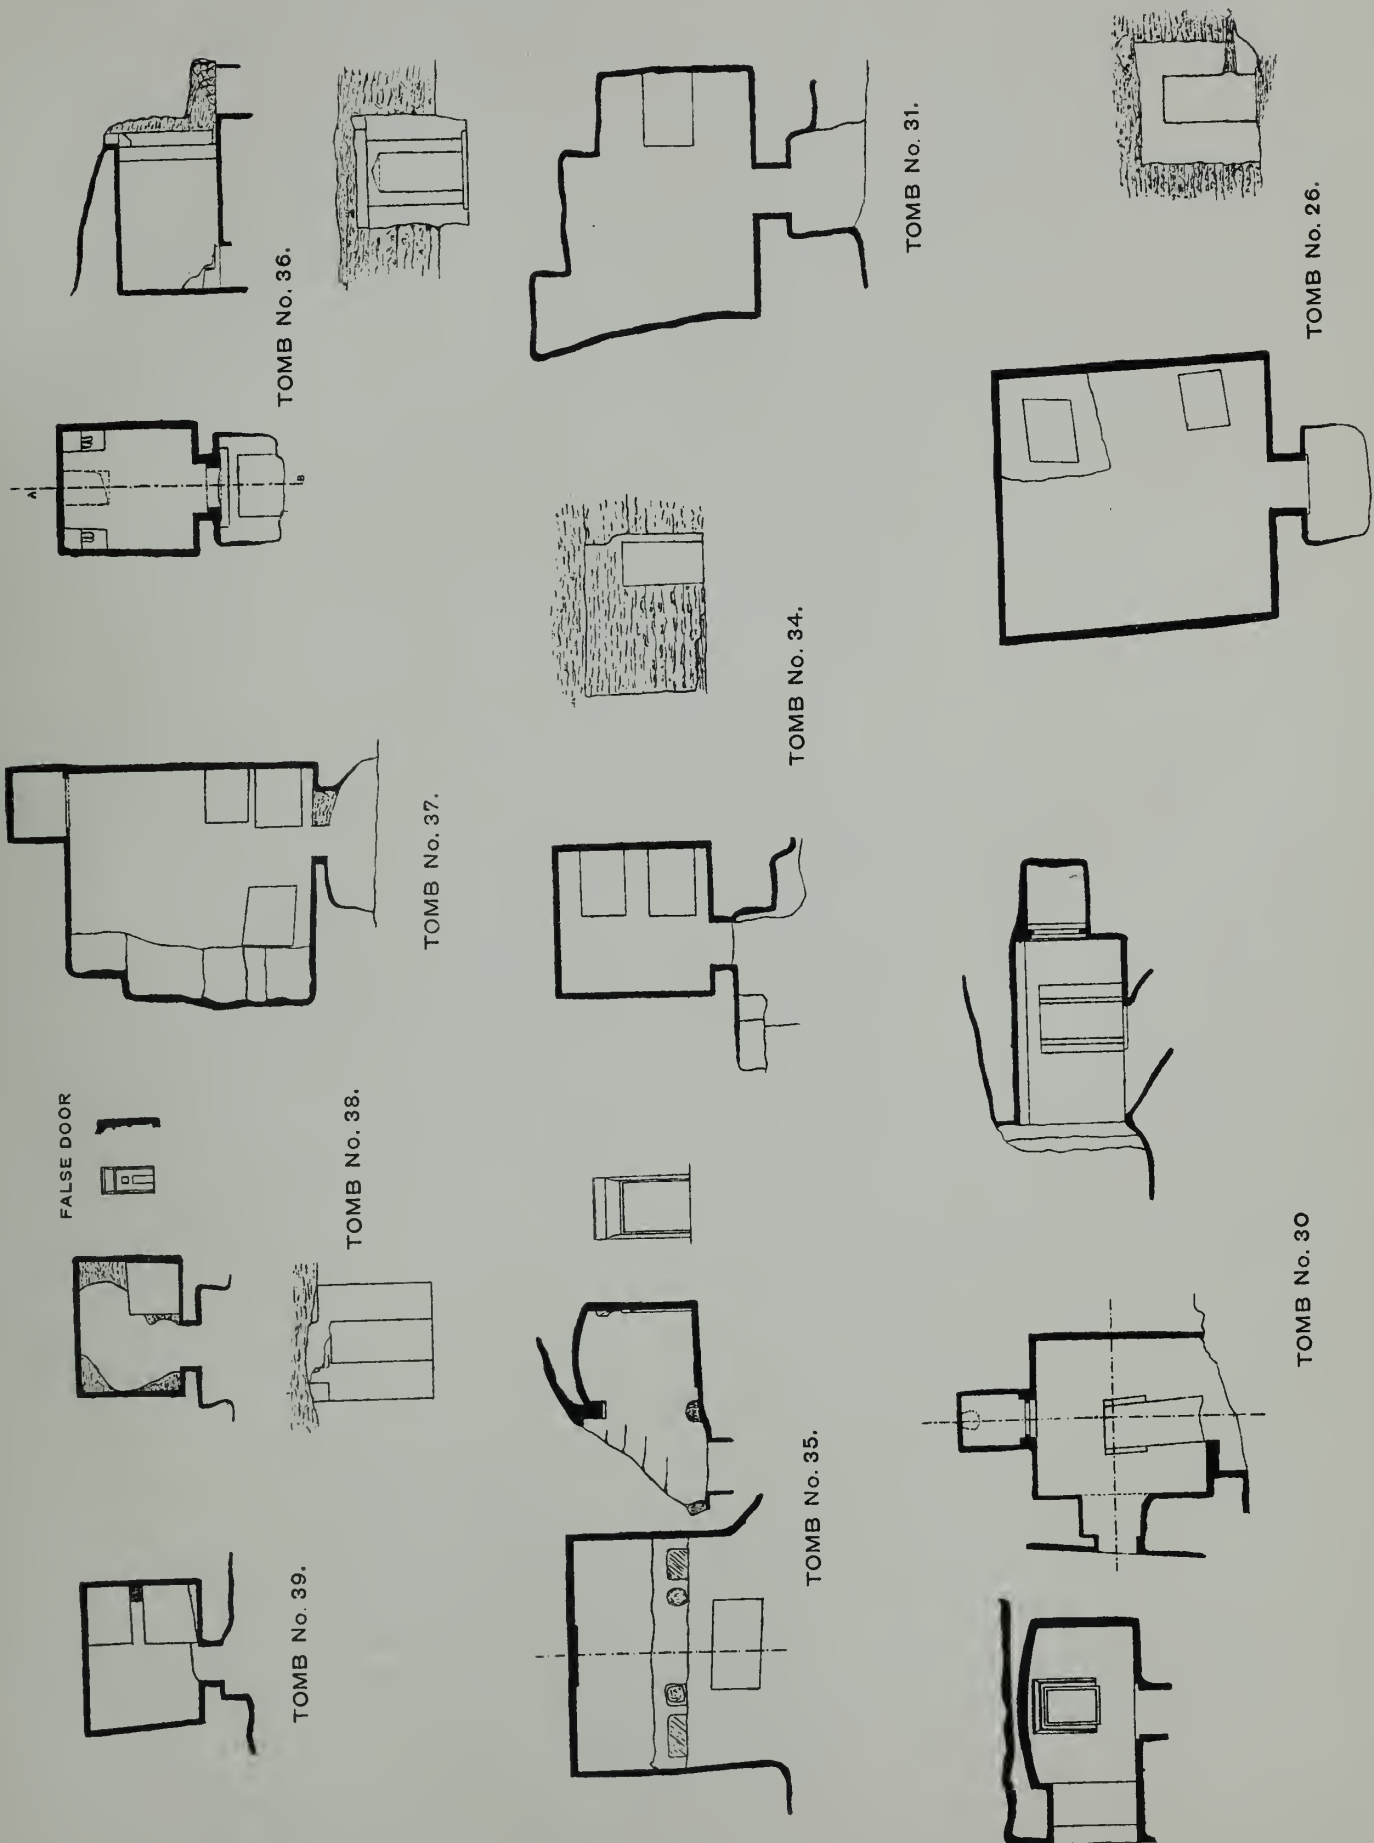 FALSE DOOR
A
B
TOMB No. 39.
TOMB No. 38.
TOMB No. 37.
TOMB No. 36.
TOMB No. 35.
TOMB No. 34.
TOMB No. 31.
TOMB No. 30
TOMB No. 26.